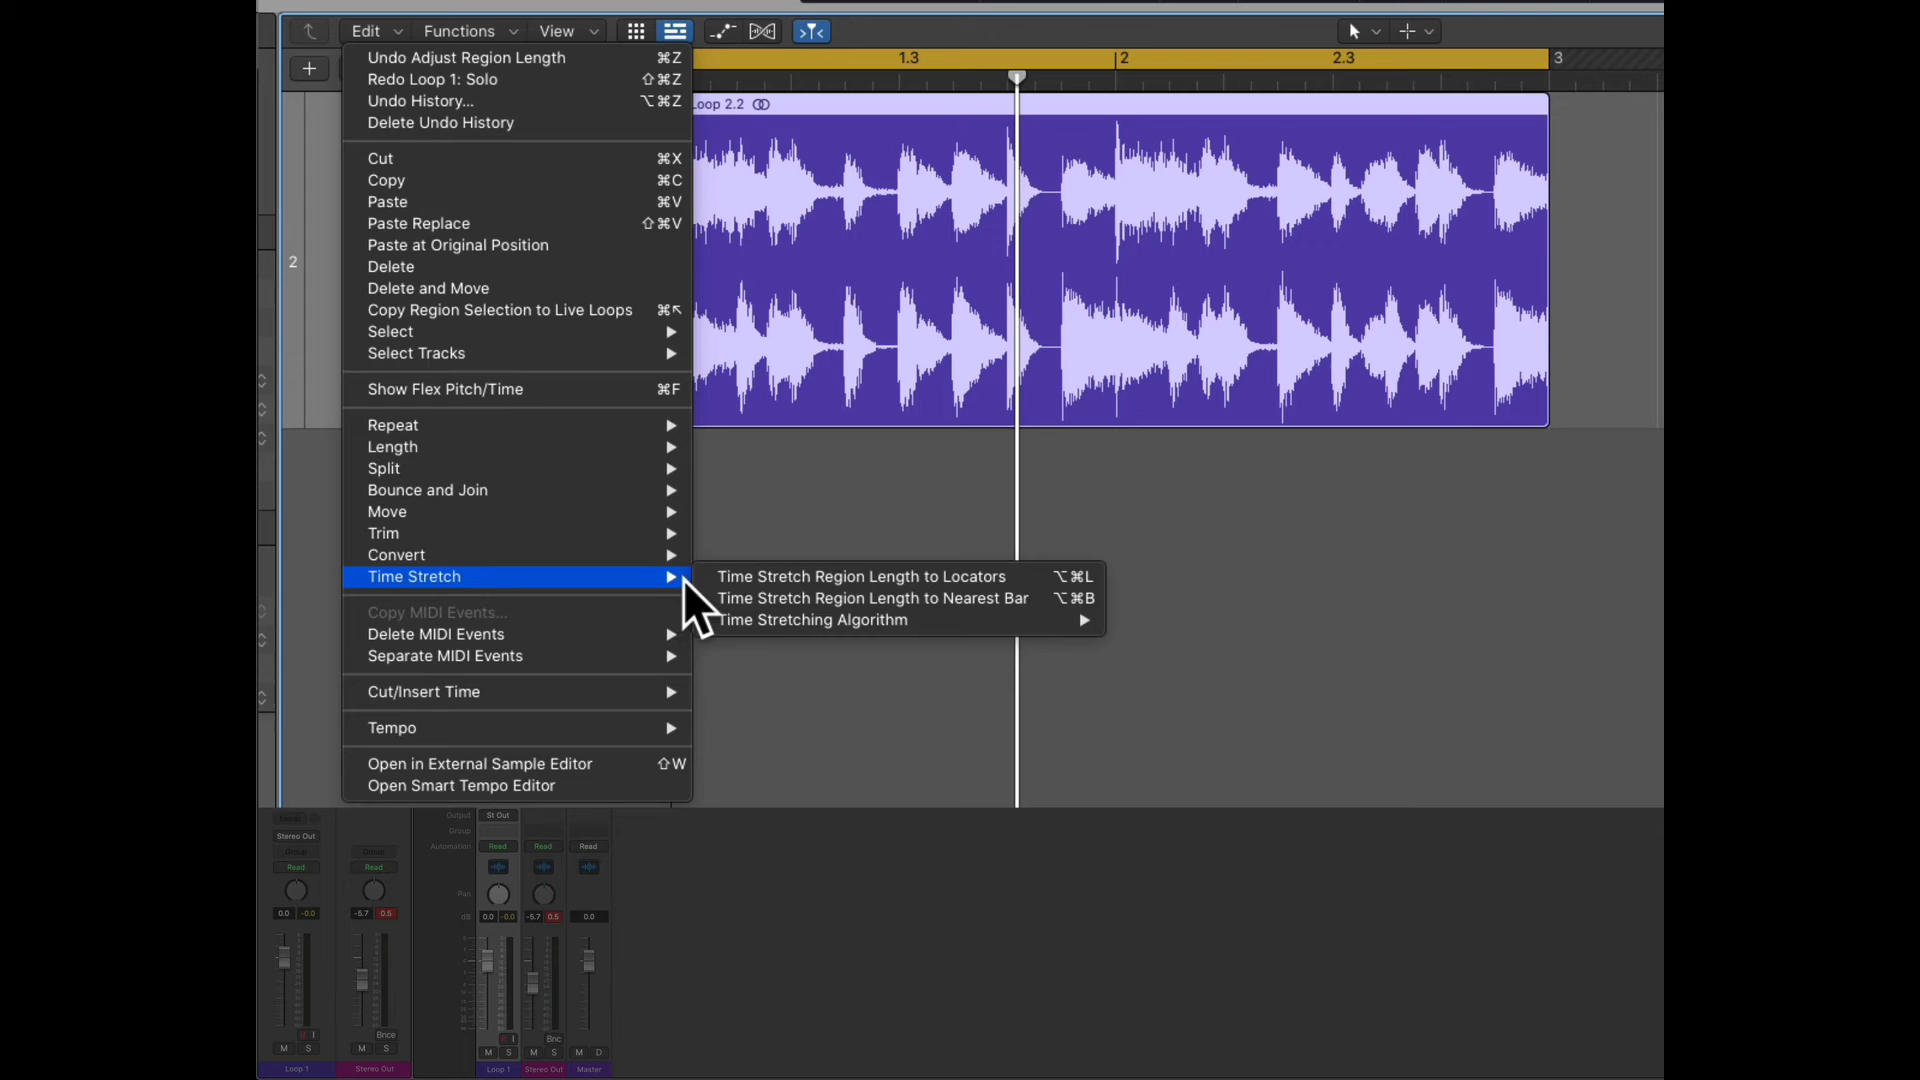 Edit
Functions
View
1.3
2
2.3
3
Undo Adjust Region Length ⌘Z
Redo Loop 1: Solo ⇧⌘Z
Undo History... ⌥⌘Z
Delete Undo History
oop 2.2
Cut ⌘X
Copy ⌘C
Paste ⌘V
Paste Replace ⇧⌘V
Paste at Original Position
2
Delete
Delete and Move
Copy Region Selection to Live Loops ⌘↖
Select
Select Tracks
Show Flex Pitch/Time ⌘F
Repeat
Length
Split
Bounce and Join
Move
Trim
Convert
Time Stretch
Time Stretch Region Length to Locators ⌥⌘L
Time Stretch Region Length to Nearest Bar ⌥⌘B
Time Stretching Algorithm
Copy MIDI Events...
Delete MIDI Events
Separate MIDI Events
Cut/Insert Time
Tempo
Open in External Sample Editor ⇧W
Open Smart Tempo Editor
Output St Out
Stereo Out
Group
Automation Read Read Read
Group Group
Read Read
Pan
0.0 -0.0 -5.7 0.5
dB 0.0 -0.0 -5.7 0.5 0.0
R I Bnce
R I Bnc
M S M S
M S M S M D
Loop 1 Stereo Out
Loop 1 Stereo Out Master